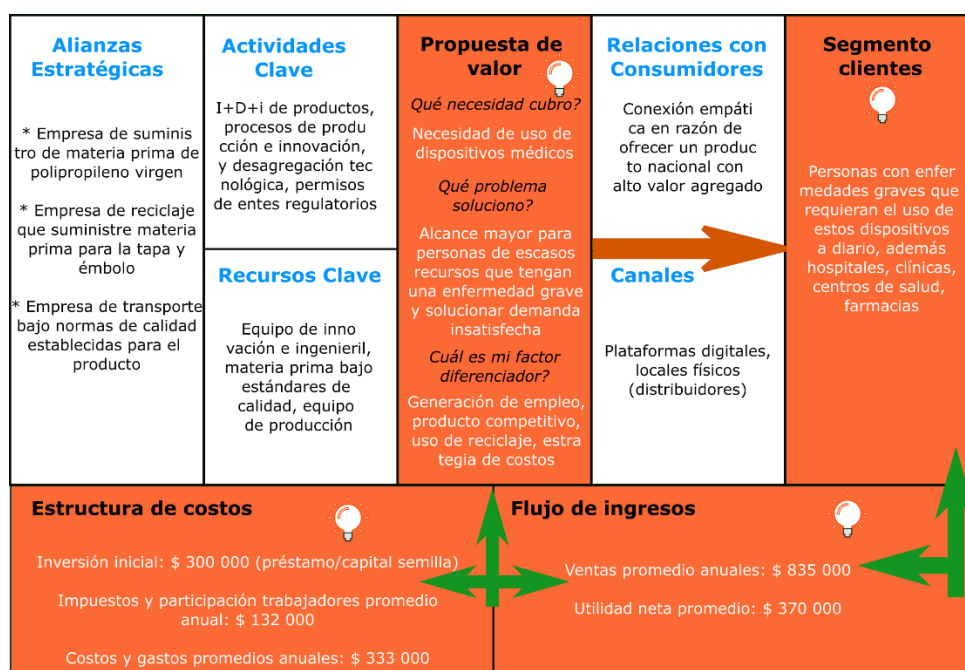 Alianzas
Estratégicas
* Empresa de suminis
tro de materia prima de
polipropileno virgen
* Empresa de reciclaje
que suministre materia
prima para la tapa y
émbolo
* Empresa de transporte
bajo normas de calidad
establecidas para el
producto
Actividades
Clave
I+D+i de productos,
procesos de produ
cción e innovación,
y desagregación tec
nológica, permisos
de entes regulatorios
Recursos Clave
Equipo de inno
vación e ingenieril,
materia prima bajo
estándares de
calidad, equipo
de producción
Propuesta de
valor
Qué necesidad cubro?
Necesidad de uso de
dispositivos médicos
Qué problema
soluciono?
Alcance mayor para
personas de escasos
recursos que tengan
una enfermedad grave
y solucionar demanda
insatisfecha
Cuál es mi factor
diferenciador?
Generación de empleo,
producto competitivo,
uso de reciclaje, estra
tegia de costos
Relaciones con
Consumidores
Conexión empáti
ca en razón de
ofrecer un produc
to nacional con
alto valor agregado
Canales
Plataformas digitales,
locales físicos
(distribuidores)
Segmento
clientes
Personas con enfer
medades graves que
requieran el uso de
estos dispositivos
a diario, además
hospitales, clínicas,
centros de salud,
farmacias
Estructura de costos
Inversión inicial: $ 300 000 (préstamo/capital semilla)
Impuestos y participación trabajadores promedio
anual: $ 132 000
Costos y gastos promedios anuales: $ 333 000
Flujo de ingresos
Ventas promedio anuales: $ 835 000
Utilidad neta promedio: $ 370 000